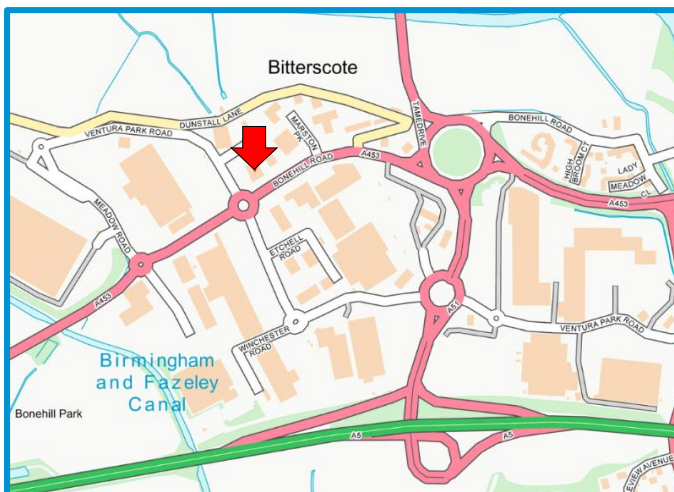 Bitterscote
DUNSTALL LANE
VENTURA PARK ROAD
MARSTON
PK
TAMEDRIVE
BONEHILL ROAD
BONEHILL ROAD
A453
HIGH
BROOM CT
LADY
MEADOW
CL
A453
MEADOW ROAD
ETCHELL
ROAD
A453
A51
WINCHESTER
ROAD
VENTURA PARK ROAD
Birmingham
and Fazeley
Canal
Bonehill Park
A5
A5
EVIEW AVENUE